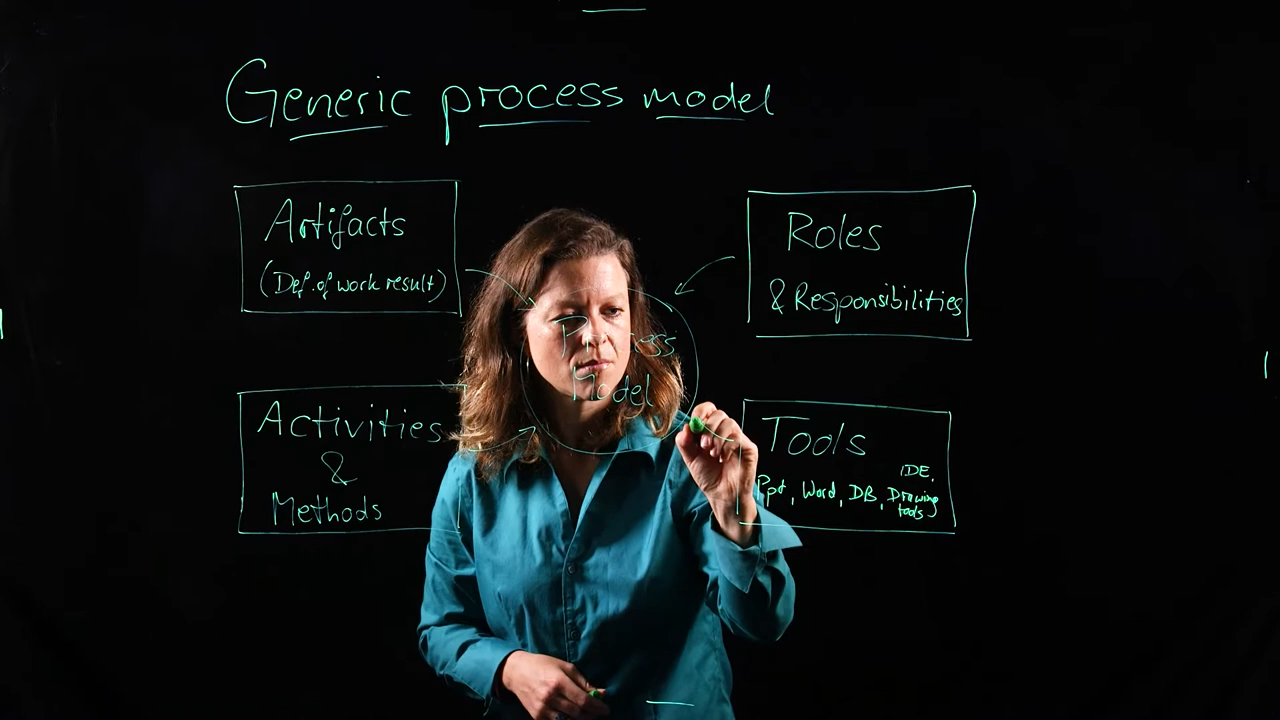 Generic process model
Artifacts
(Def. of work result)
Roles
& Responsibilities
Process
Model
Activities
&
Methods
Tools
IDE,
Ppt, Word, DB, Drawing
tools